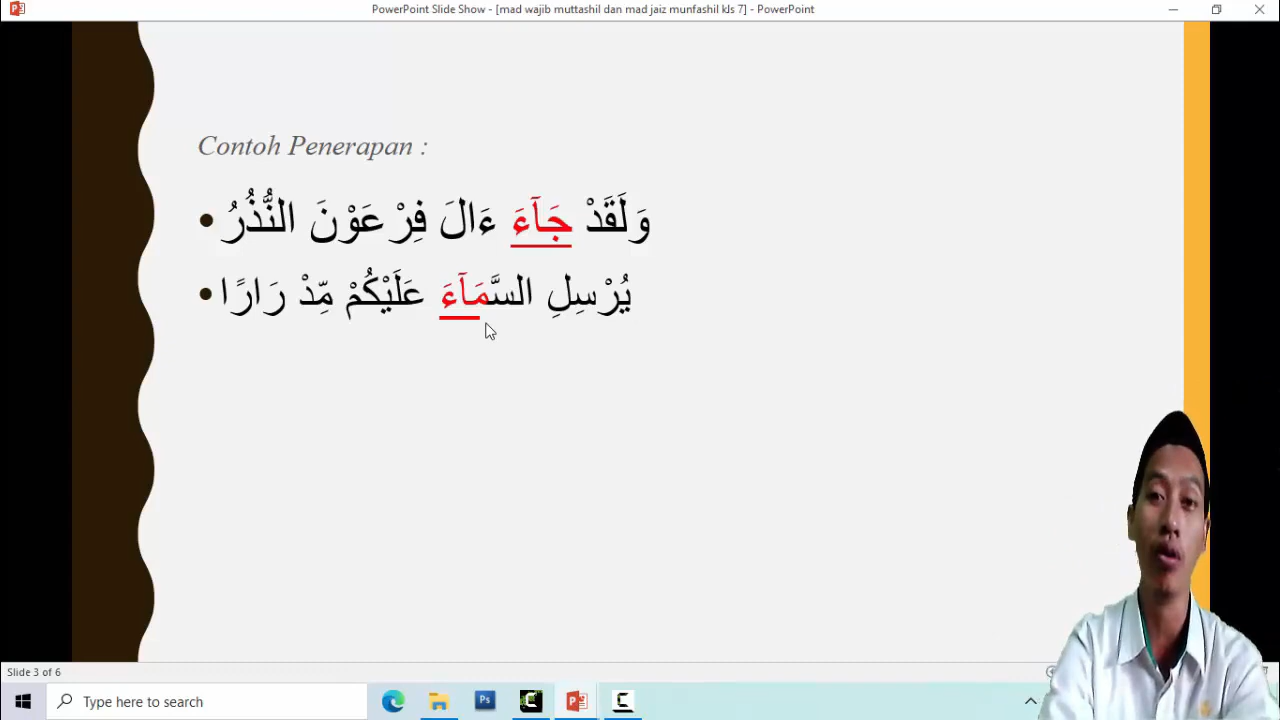 PowerPoint Slide Show - [mad wajib muttashil dan mad jaiz munfashil kls 7] - PowerPoint
Contoh Penerapan :
• وَلَقَدْ جَآءَ ءَالَ فِرْعَوْنَ النُّذُرُ
• يُرْسِلِ السَّمَآءَ عَلَيْكُمْ مِّدْ رَارًا
Slide 3 of 6
Type here to search